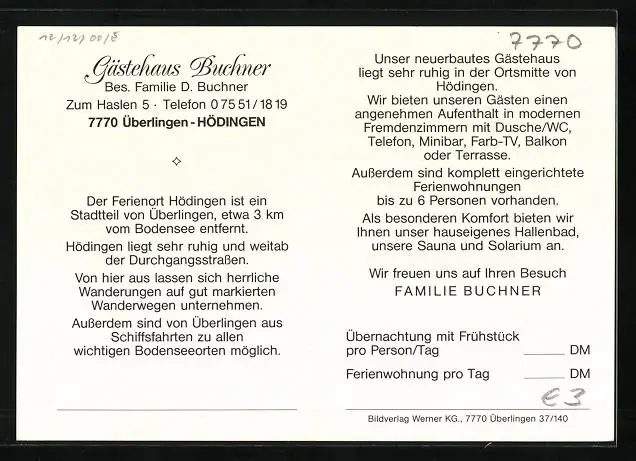 12/12/00/E
7770
Gästehaus Buchner
Bes. Familie D. Buchner
Zum Haslen 5 · Telefon 0 75 51 / 18 19
7770 Überlingen - HÖDINGEN
Der Ferienort Hödingen ist ein
Stadtteil von Überlingen, etwa 3 km
vom Bodensee entfernt.
Hödingen liegt sehr ruhig und weitab
der Durchgangsstraßen.
Von hier aus lassen sich herrliche
Wanderungen auf gut markierten
Wanderwegen unternehmen.
Außerdem sind von Überlingen aus
Schiffsfahrten zu allen
wichtigen Bodenseeorten möglich.
Unser neuerbautes Gästehaus
liegt sehr ruhig in der Ortsmitte von
Hödingen.
Wir bieten unseren Gästen einen
angenehmen Aufenthalt in modernen
Fremdenzimmern mit Dusche/WC,
Telefon, Minibar, Farb-TV, Balkon
oder Terrasse.
Außerdem sind komplett eingerichtete
Ferienwohnungen
bis zu 6 Personen vorhanden.
Als besonderen Komfort bieten wir
Ihnen unser hauseigenes Hallenbad,
unsere Sauna und Solarium an.
Wir freuen uns auf Ihren Besuch
FAMILIE BUCHNER
Übernachtung mit Frühstück
pro Person/Tag ______ DM
Ferienwohnung pro Tag ______ DM
€3
Bildverlag Werner KG., 7770 Überlingen 37/140